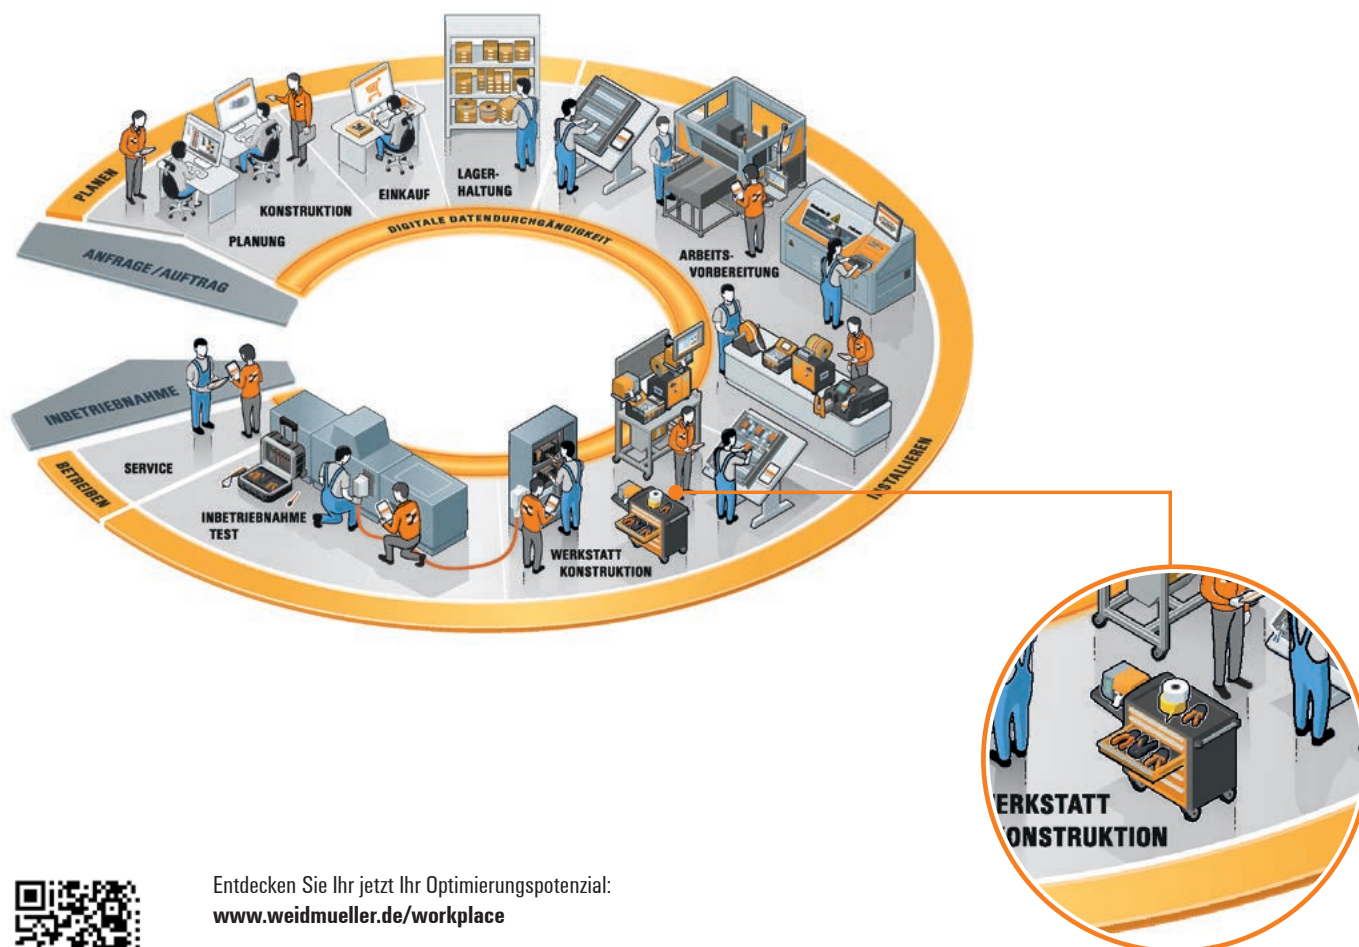 PLANEN
ANFRAGE/AUFTRAG
PLANUNG
KONSTRUKTION
EINKAUF
LAGER-
HALTUNG
DIGITALE DATENDURCHGÄNGIGKEIT
ARBEITS-
VORBEREITUNG
INSTALLIEREN
WERKSTATT
KONSTRUKTION
INBETRIEBNAHME
TEST
SERVICE
BETREIBEN
INBETRIEBNAHME
ERKSTATT
ONSTRUKTION
Entdecken Sie Ihr jetzt Ihr Optimierungspotenzial:
www.weidmueller.de/workplace